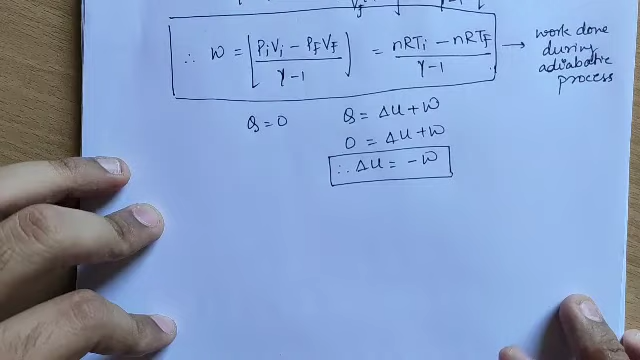 ∴ W = [PiVi − PfVf / γ−1] = nRTi − nRTf / γ−1 → work done during adiabatic process
Q = 0 Q = Δu + W
0 = Δu + W
∴ Δu = −W